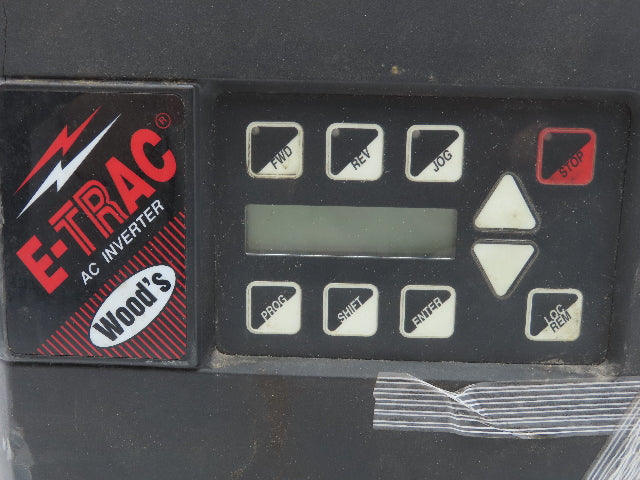 E-TRAC®
AC INVERTER
Wood's
FWD
REV
JOG
STOP
PROG
SHIFT
ENTER
LOC
REM